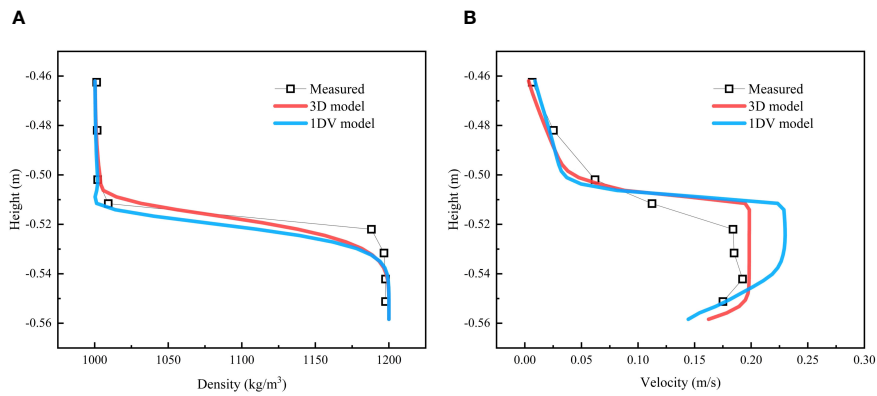 A
B
-0.46
-0.48
-0.50
-0.52
-0.54
-0.56
Height (m)
Measured
3D model
1DV model
1000
1050
1100
1150
1200
Density (kg/m³)
-0.46
-0.48
-0.50
-0.52
-0.54
-0.56
Height (m)
Measured
3D model
1DV model
0.00
0.05
0.10
0.15
0.20
0.25
0.30
Velocity (m/s)